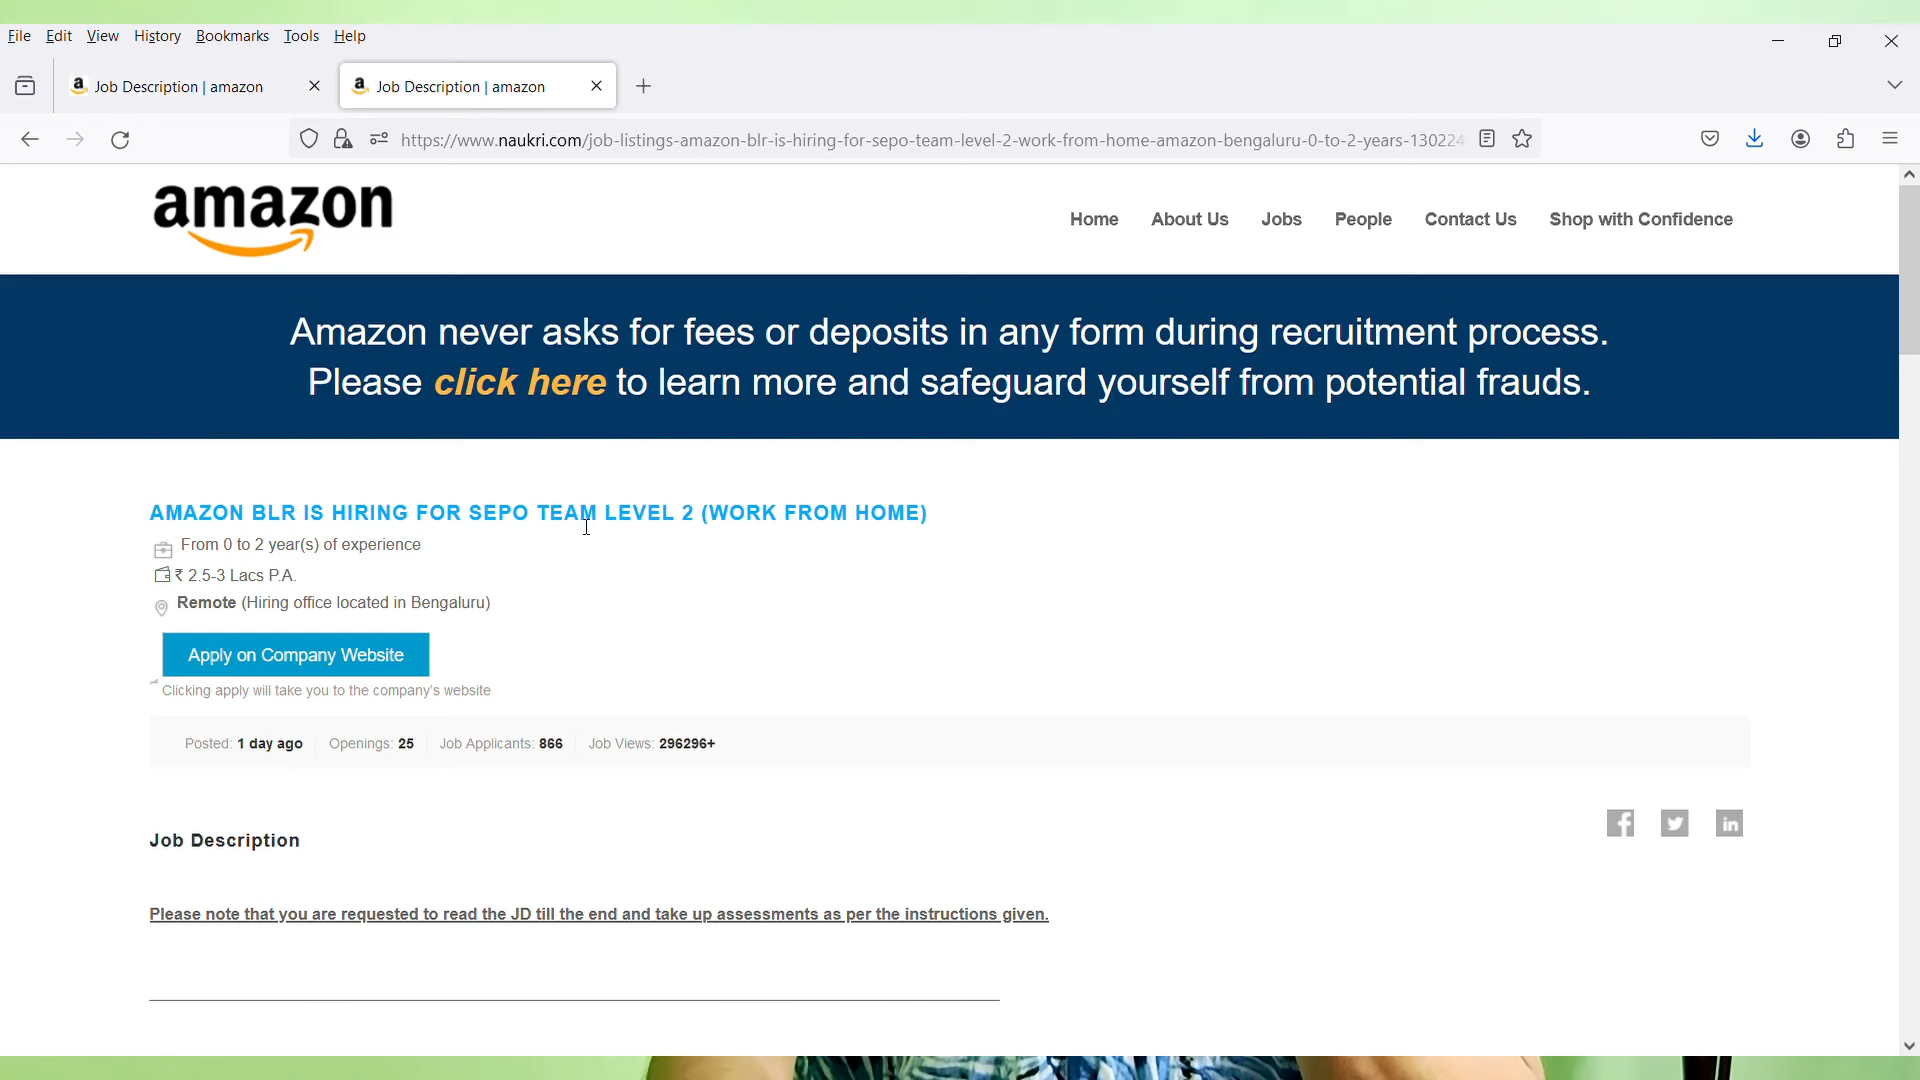 File Edit View History Bookmarks Tools Help
Job Description | amazon
Job Description | amazon
https://www.naukri.com/job-listings-amazon-blr-is-hiring-for-sepo-team-level-2-work-from-home-amazon-bengaluru-0-to-2-years-130224
amazon
Home About Us Jobs People Contact Us Shop with Confidence
Amazon never asks for fees or deposits in any form during recruitment process.
Please click here to learn more and safeguard yourself from potential frauds.
AMAZON BLR IS HIRING FOR SEPO TEAM LEVEL 2 (WORK FROM HOME)
From 0 to 2 year(s) of experience
₹ 2.5-3 Lacs P.A.
Remote (Hiring office located in Bengaluru)
Apply on Company Website
Clicking apply will take you to the company's website
Posted: 1 day ago Openings: 25 Job Applicants: 866 Job Views: 296296+
Job Description
Please note that you are requested to read the JD till the end and take up assessments as per the instructions given.